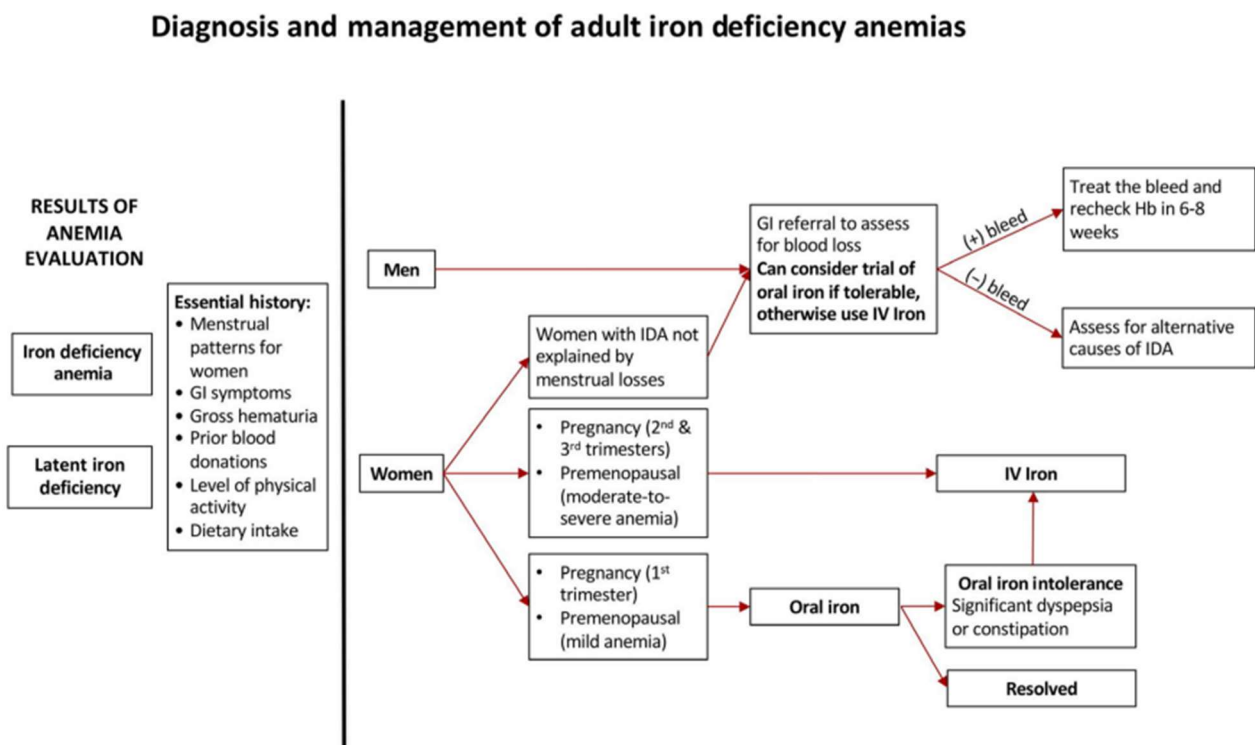 Diagnosis and management of adult iron deficiency anemias
RESULTS OF
ANEMIA
EVALUATION
Iron deficiency
anemia
Latent iron
deficiency
Essential history:
• Menstrual
patterns for
women
• GI symptoms
• Gross hematuria
• Prior blood
donations
• Level of physical
activity
• Dietary intake
Men
Women
Women with IDA not
explained by
menstrual losses
• Pregnancy (2nd &
3rd trimesters)
• Premenopausal
(moderate-to-
severe anemia)
• Pregnancy (1st
trimester)
• Premenopausal
(mild anemia)
GI referral to assess
for blood loss
Can consider trial of
oral iron if tolerable,
otherwise use IV Iron
(+) bleed
(−) bleed
Treat the bleed and
recheck Hb in 6-8
weeks
Assess for alternative
causes of IDA
IV Iron
Oral iron
Oral iron intolerance
Significant dyspepsia
or constipation
Resolved